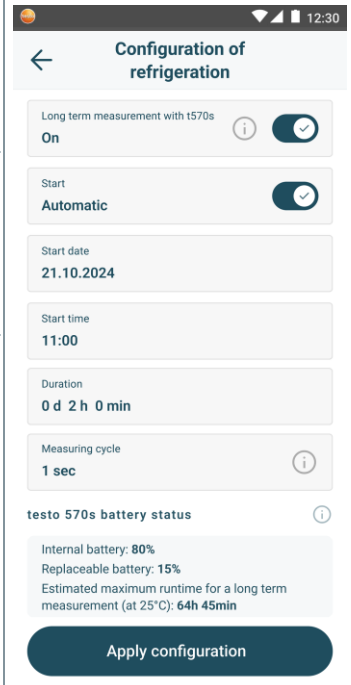 12:30
Configuration of
refrigeration
Long term measurement with t570s
On
Start
Automatic
Start date
21.10.2024
Start time
11:00
Duration
0 d 2 h 0 min
Measuring cycle
1 sec
testo 570s battery status
Internal battery: 80%
Replaceable battery: 15%
Estimated maximum runtime for a long term
measurement (at 25°C): 64h 45min
Apply configuration